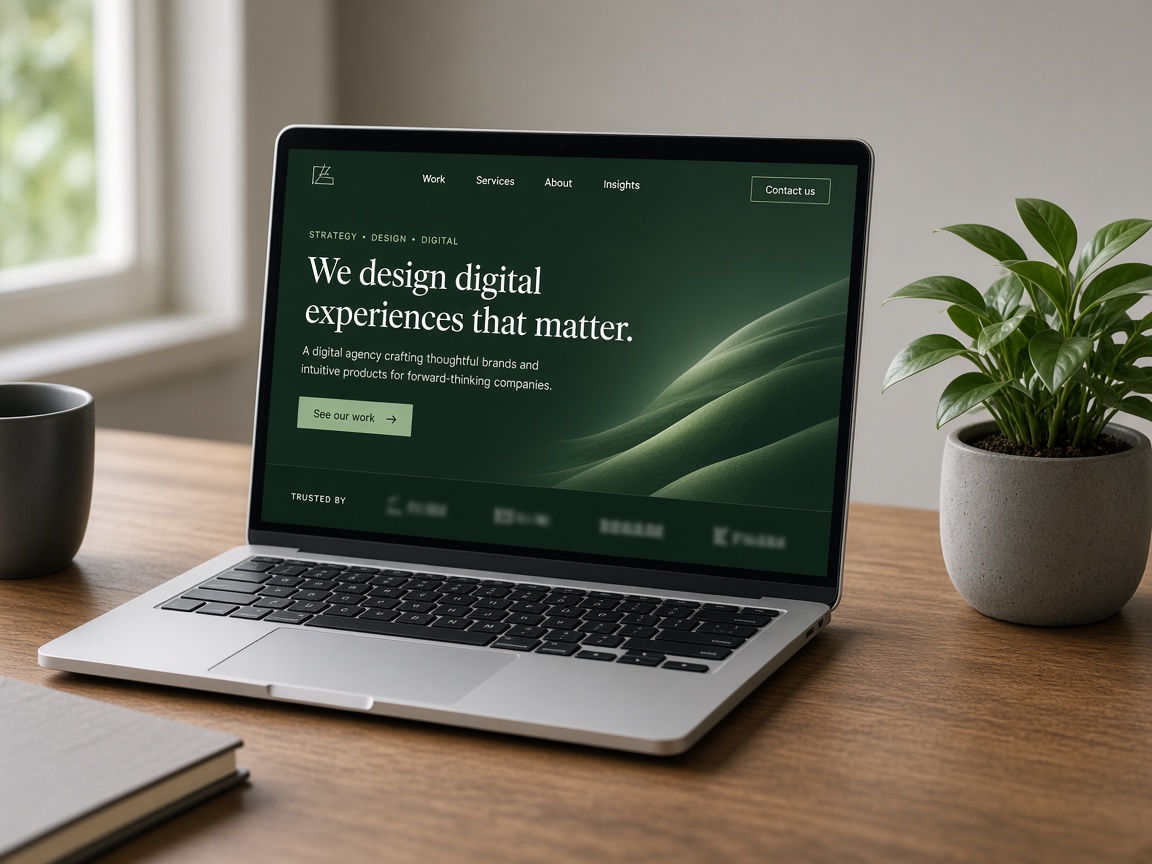 Work
Services
About
Insights
Contact us
STRATEGY • DESIGN • DIGITAL
We design digital
experiences that matter.
A digital agency crafting thoughtful brands and
intuitive products for forward-thinking companies.
See our work →
TRUSTED BY